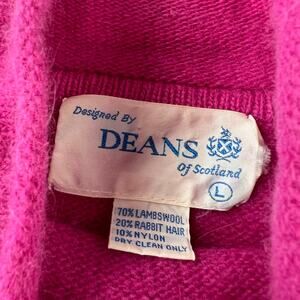 Designed By
DEANS
Of Scotland
L
70% LAMBSWOOL
20% RABBIT HAIR
10% NYLON
DRY CLEAN ONLY